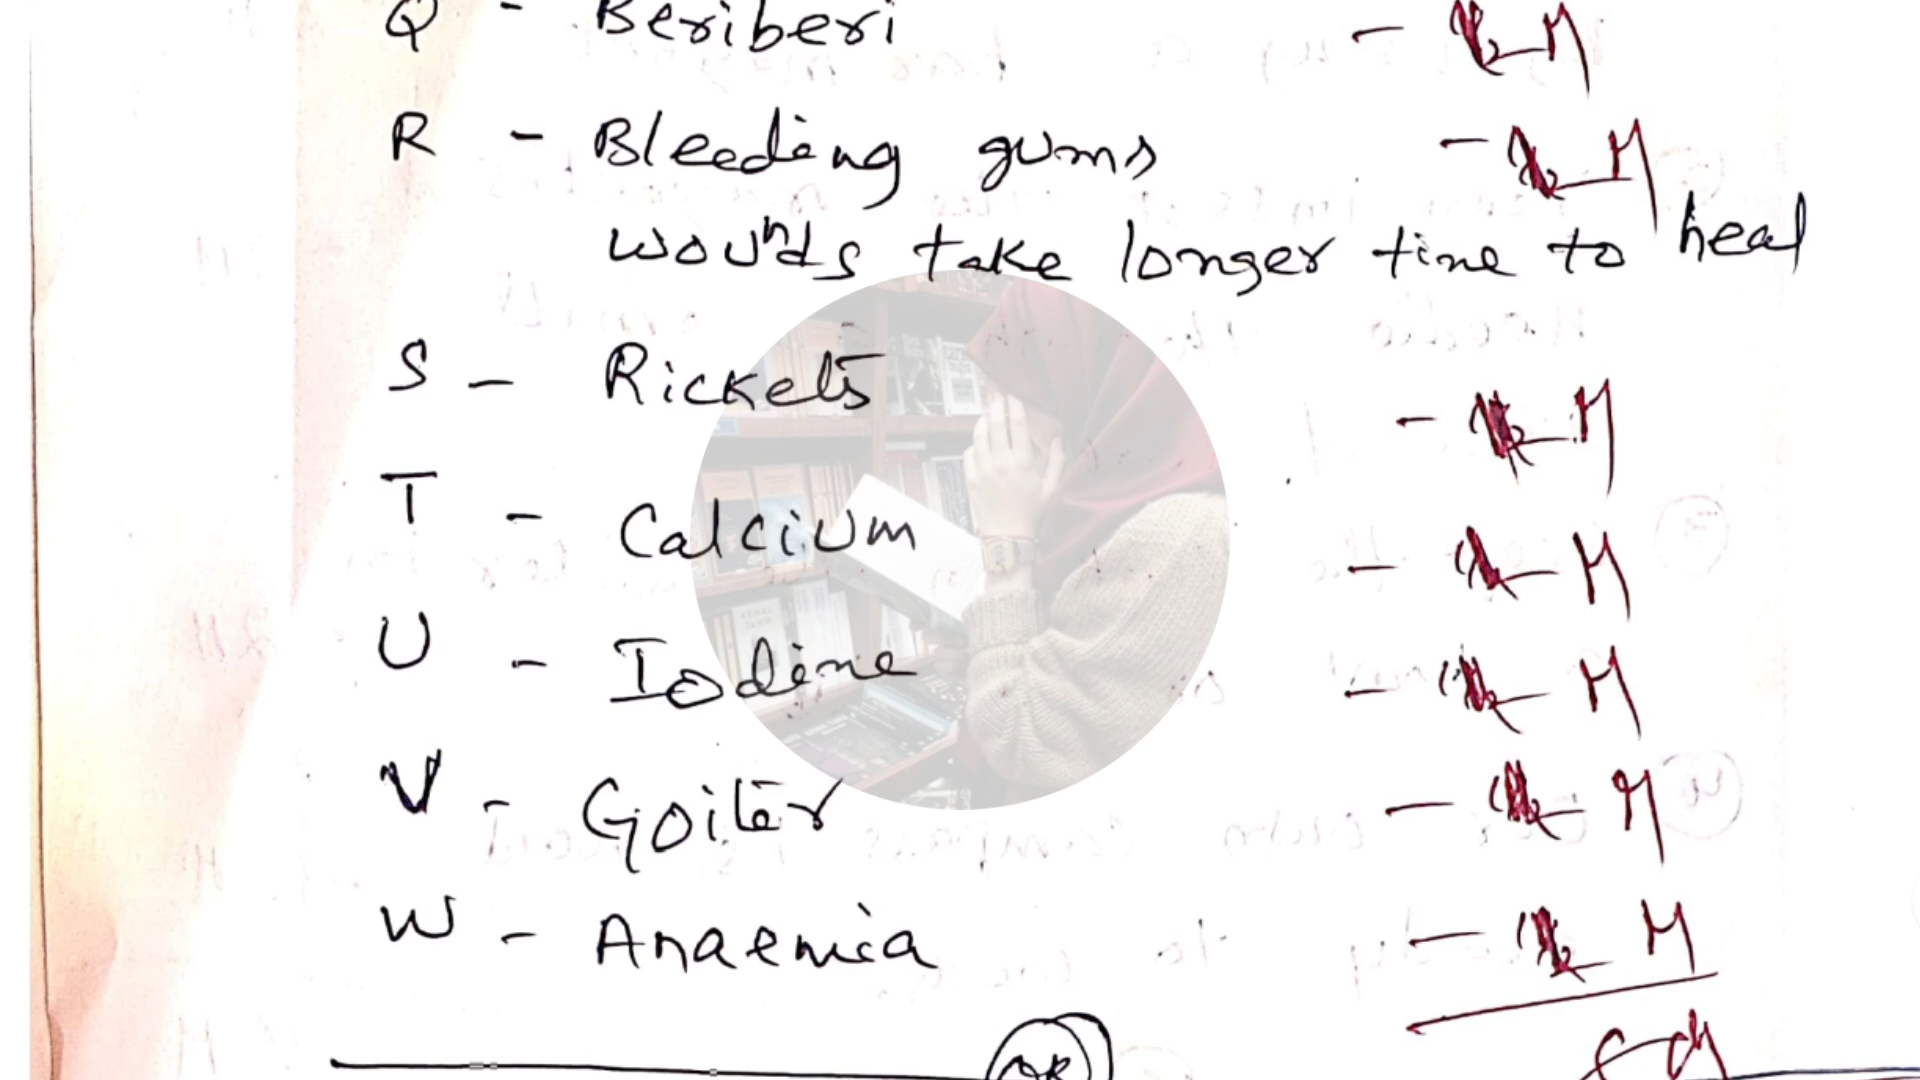 Q - Beriberi - ½ M
R - Bleeding gums - ½ M
wounds take longer time to heal
S - Rickets - ½ M
T - Calcium - ½ M
U - Iodine - ½ M
V - Goiter - ½ M
W - Anaemia - ½ M
OR